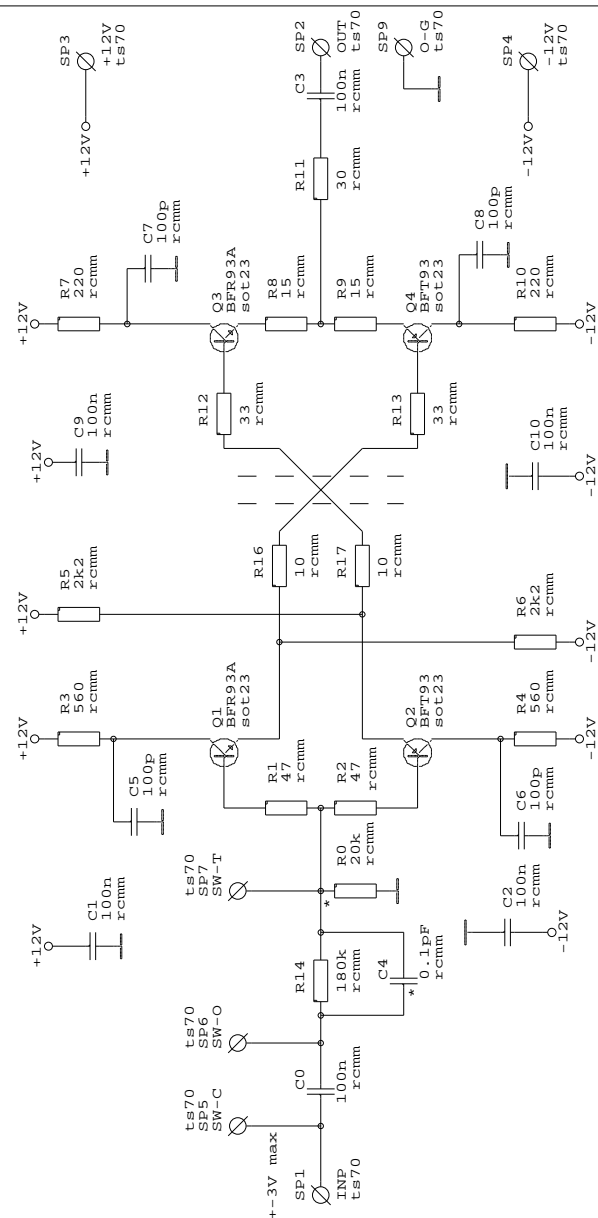 SP3
+12V
ts70
+12V
SP2
OUT
ts70
C3
100n
rcmm
SP9
O-G
ts70
SP4
-12V
ts70
-12V
R11
30
rcmm
+12V
R7
220
rcmm
C7
100p
rcmm
Q3
BFR93A
sot23
R8
15
rcmm
R9
15
rcmm
Q4
BFT93
sot23
C8
100p
rcmm
R10
220
rcmm
-12V
R12
33
rcmm
R13
33
rcmm
+12V
C9
100n
rcmm
C10
100n
rcmm
-12V
R16
10
rcmm
R17
10
rcmm
+12V
R5
2k2
rcmm
R6
2k2
rcmm
-12V
+12V
R3
560
rcmm
C5
100p
rcmm
Q1
BFR93A
sot23
R1
47
rcmm
R2
47
rcmm
Q2
BFT93
sot23
R4
560
rcmm
-12V
C6
100p
rcmm
R0
20k
rcmm
*
ts70
SP7
SW-T
+12V
C1
100n
rcmm
C2
100n
rcmm
-12V
R14
180k
rcmm
C4
0.1pF
rcmm
*
ts70
SP6
SW-O
C0
100n
rcmm
ts70
SP5
SW-C
+-3V max
SP1
INP
ts70